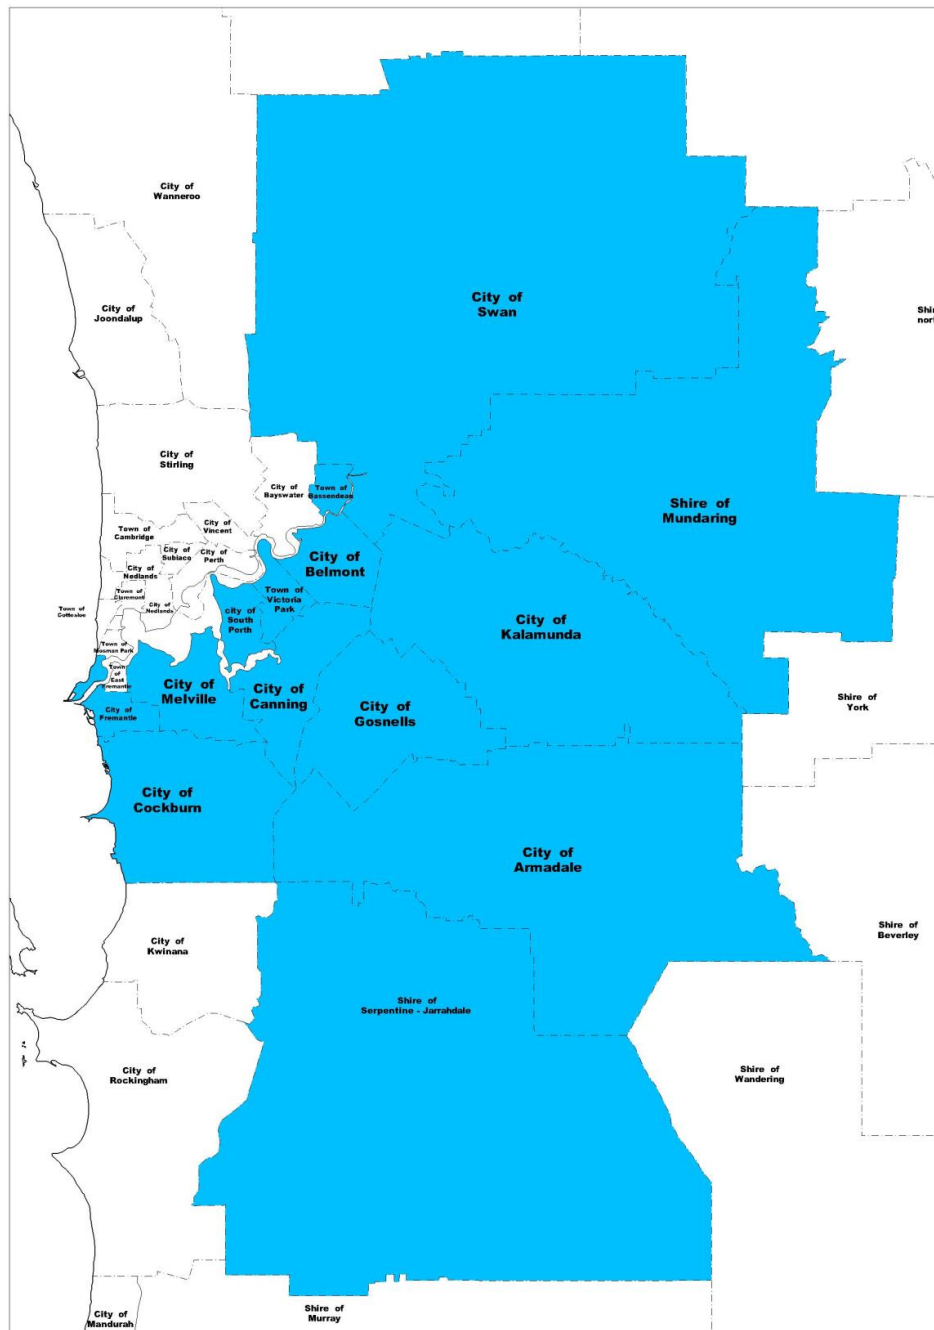 City of
Wanneroo
City of
Joondalup
City of
Swan
Shire
nort
City of
Stirling
City of
Bayswater
Town of
Bassendean
Shire of
Mundaring
Town of
Cambridge
City of
Vincent
City of
Subiaco
City of
Perth
City of
Nedlands
City of
Belmont
Town of
Claremont
City of
Nedlands
Town of
Cottesloe
Town of
Victoria
Park
city of
South
Perth
City of
Kalamunda
Town of
Mosman Park
Town
of
East
Fremantle
City of
Melville
City of
Canning
City of
Gosnells
City of
Fremantle
Shire of
York
City of
Cockburn
City of
Armadale
Shire of
Beverley
City of
Kwinana
Shire of
Serpentine - Jarrahdale
City of
Rockingham
Shire of
Wandering
City of
Mandurah
Shire of
Murray